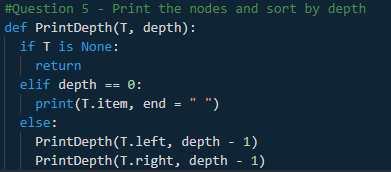 #Question 5 - Print the nodes and sort by depth
def PrintDepth(T, depth):
  if T is None:
    return
  elif depth == 0:
    print(T.item, end = " ")
  else:
    PrintDepth(T.left, depth - 1)
    PrintDepth(T.right, depth - 1)